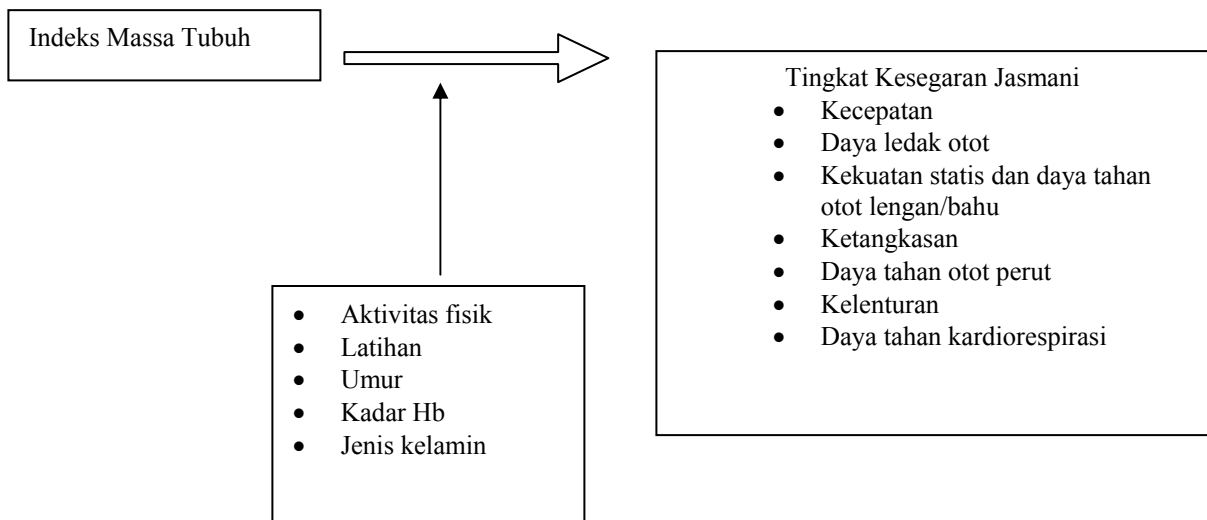 Indeks Massa Tubuh
Tingkat Kesegaran Jasmani
• Kecepatan
• Daya ledak otot
• Kekuatan statis dan daya tahan
otot lengan/bahu
• Ketangkasan
• Daya tahan otot perut
• Kelenturan
• Daya tahan kardiorespirasi
• Aktivitas fisik
• Latihan
• Umur
• Kadar Hb
• Jenis kelamin